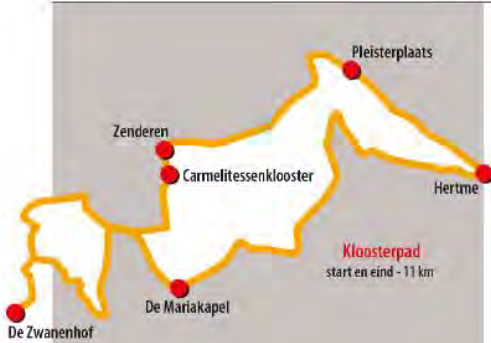 Pleisterplaats
Zenderen
Carmelitessenklooster
Hertme
Kloosterpad
start en eind - 11 km
De Mariakapel
De Zwanenhof